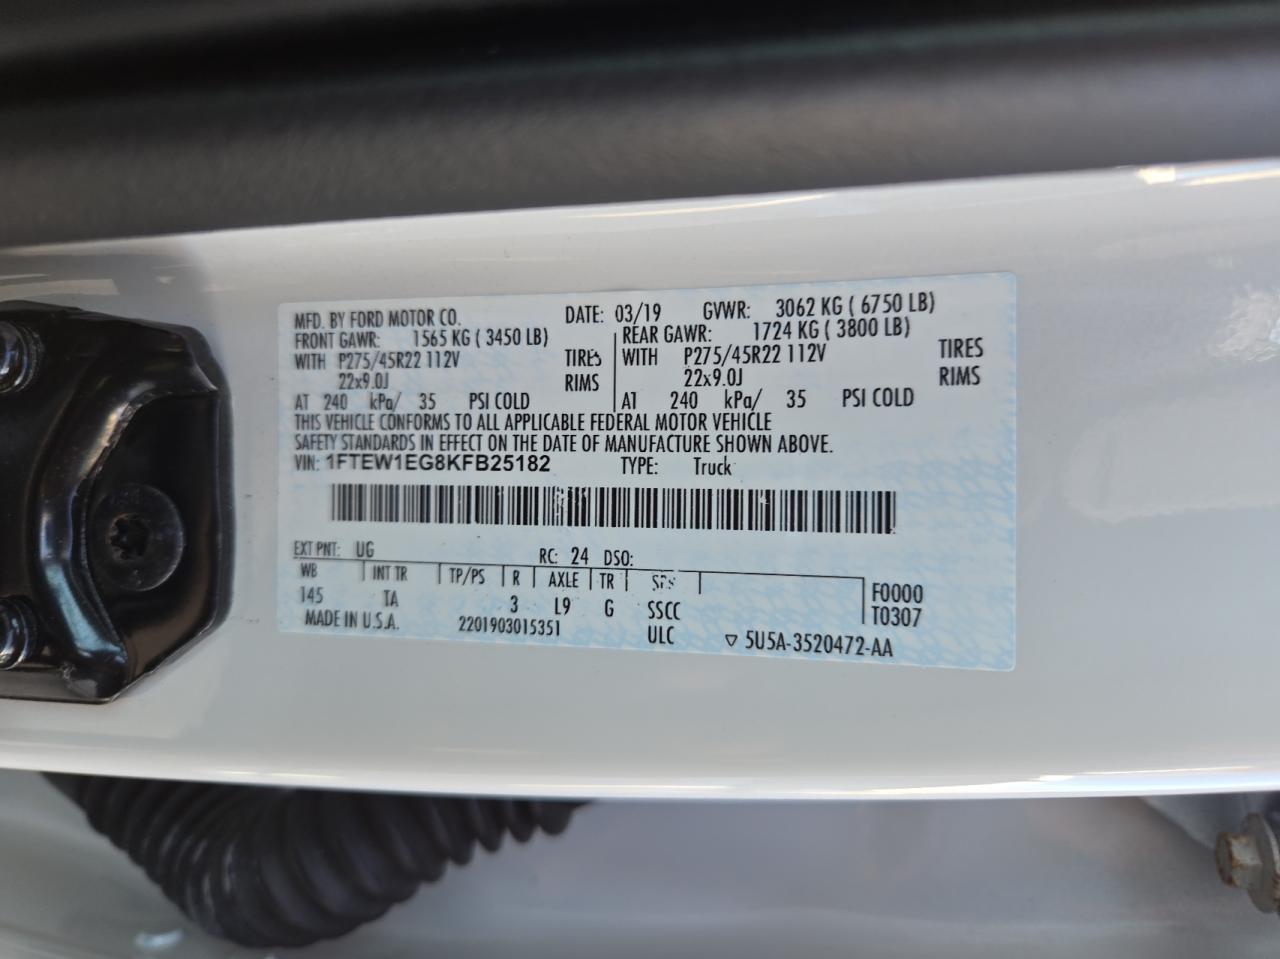 MFD. BY FORD MOTOR CO. DATE: 03/19 GVWR: 3062 KG ( 6750 LB)
FRONT GAWR: 1565 KG ( 3450 LB) REAR GAWR: 1724 KG ( 3800 LB)
WITH P275/45R22 112V TIRES WITH P275/45R22 112V TIRES
22x9.0J RIMS 22x9.0J RIMS
AT 240 kPa/ 35 PSI COLD AT 240 kPa/ 35 PSI COLD
THIS VEHICLE CONFORMS TO ALL APPLICABLE FEDERAL MOTOR VEHICLE
SAFETY STANDARDS IN EFFECT ON THE DATE OF MANUFACTURE SHOWN ABOVE.
VIN: 1FTEW1EG8KFB25182 TYPE: Truck
EXT PNT: UG RC: 24 DSO:
WB INT TR TP/PS R AXLE TR SPR F0000
145 TA 3 L9 G SSCC T0307
MADE IN U.S.A. 2201903015351 ULC ▽ 5U5A-3520472-AA